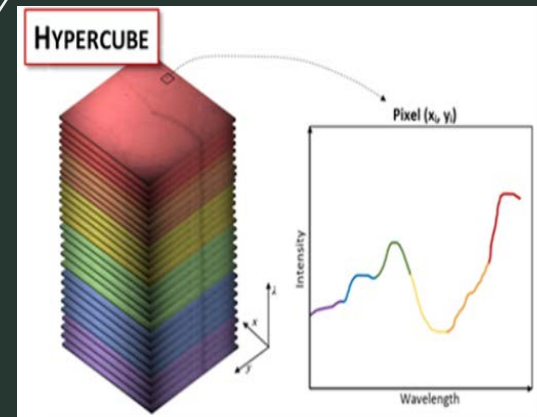 HYPERCUBE
Pixel (xᵢ, yᵢ)
Intensity
λ
x
y
Wavelength